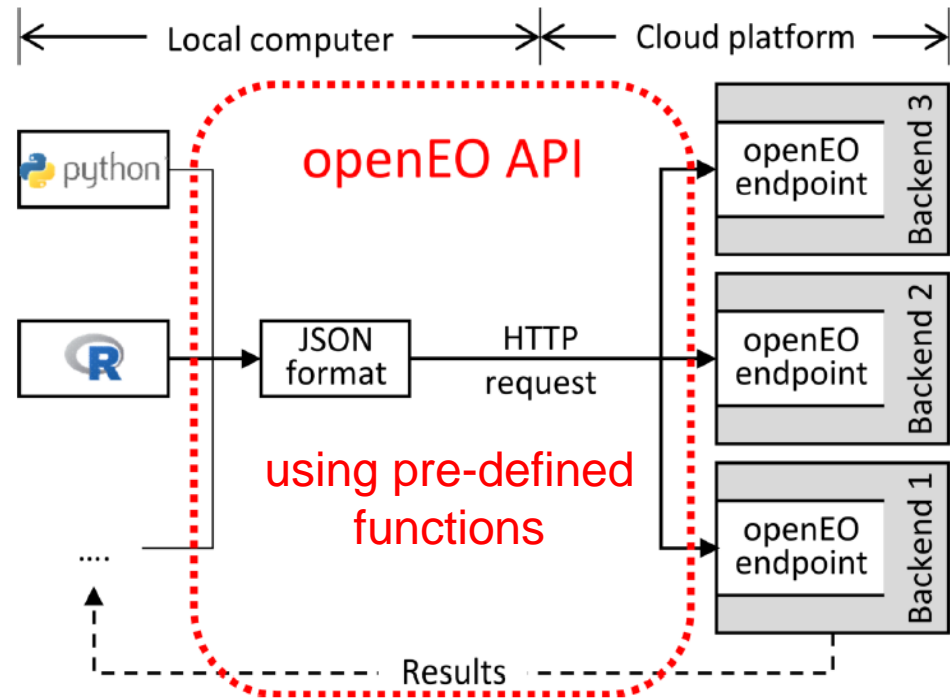 Local computer
Cloud platform
python
openEO API
openEO
endpoint
Backend 3
R
JSON
format
HTTP
request
openEO
endpoint
Backend 2
using pre-defined
functions
....
openEO
endpoint
Backend 1
Results